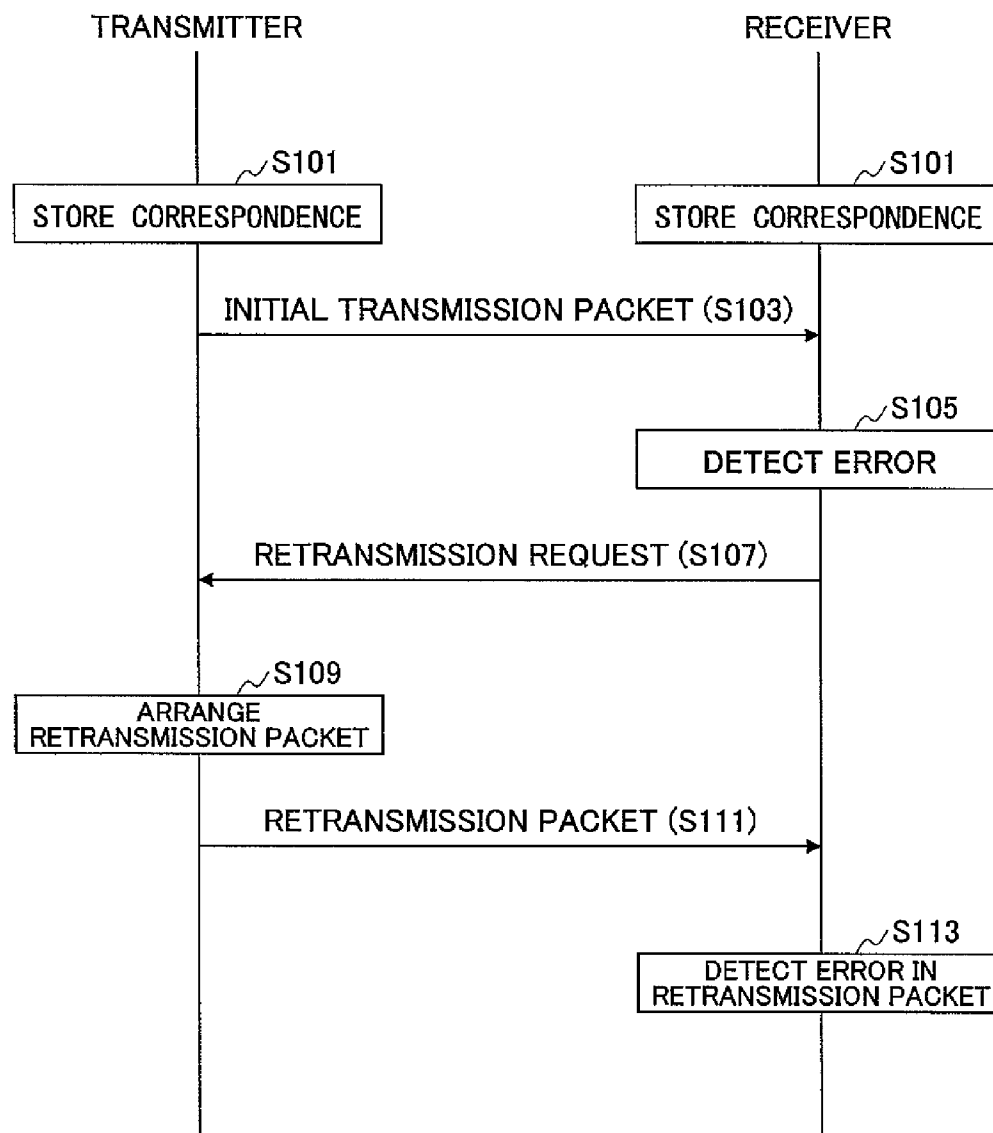 TRANSMITTER
RECEIVER
S101
S101
STORE CORRESPONDENCE
STORE CORRESPONDENCE
INITIAL TRANSMISSION PACKET (S103)
S105
DETECT ERROR
RETRANSMISSION REQUEST (S107)
S109
ARRANGE
RETRANSMISSION PACKET
RETRANSMISSION PACKET (S111)
S113
DETECT ERROR IN
RETRANSMISSION PACKET